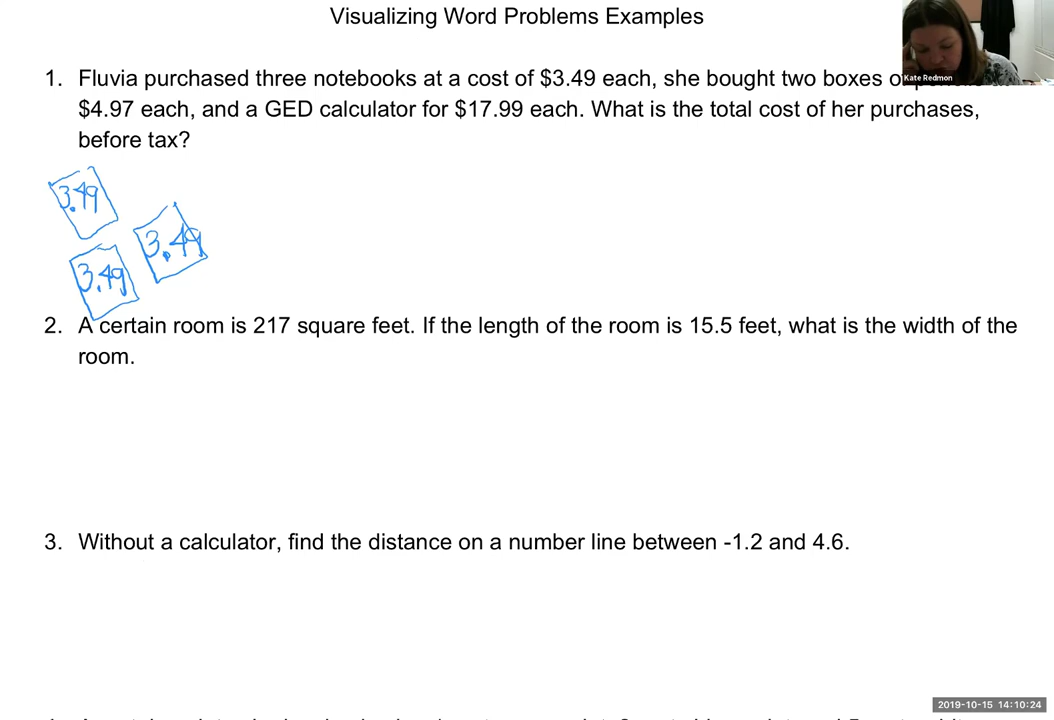 Visualizing Word Problems Examples
Kate Redmon
1. Fluvia purchased three notebooks at a cost of $3.49 each, she bought two boxes
$4.97 each, and a GED calculator for $17.99 each. What is the total cost of her purchases,
before tax?
3.49
3.49
3.49
2. A certain room is 217 square feet. If the length of the room is 15.5 feet, what is the width of the
room.
3. Without a calculator, find the distance on a number line between -1.2 and 4.6.
2019-10-15 14:10:24